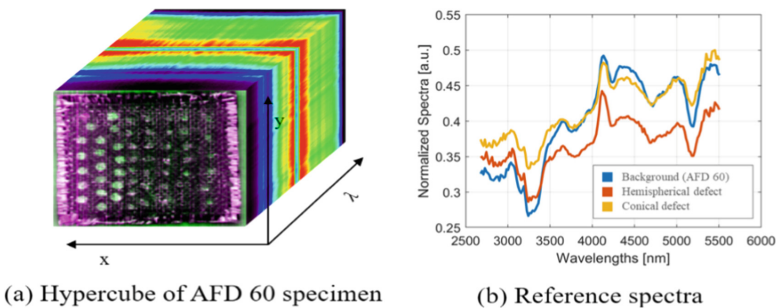 y
λ
x
(a) Hypercube of AFD 60 specimen
0.55
0.5
0.45
0.4
0.35
0.3
0.25
Normalized Spectra [a.u.]
Background (AFD 60)
Hemispherical defect
Conical defect
2500 3000 3500 4000 4500 5000 5500 6000
Wavelengths [nm]
(b) Reference spectra